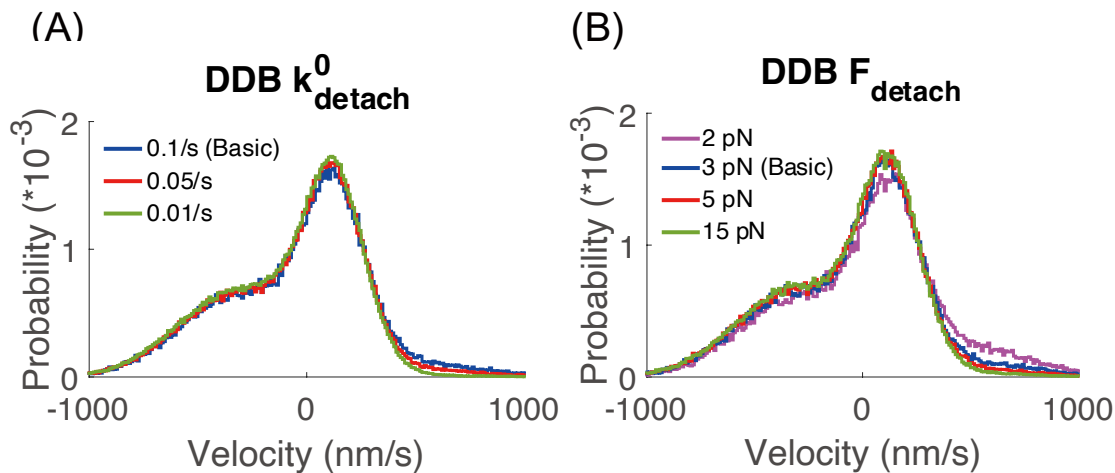 (A)
DDB k⁰detach
Probability (*10⁻³)
2
1
0
0.1/s (Basic)
0.05/s
0.01/s
-1000 0 1000
Velocity (nm/s)
(B)
DDB Fdetach
Probability (*10⁻³)
2
1
0
2 pN
3 pN (Basic)
5 pN
15 pN
-1000 0 1000
Velocity (nm/s)